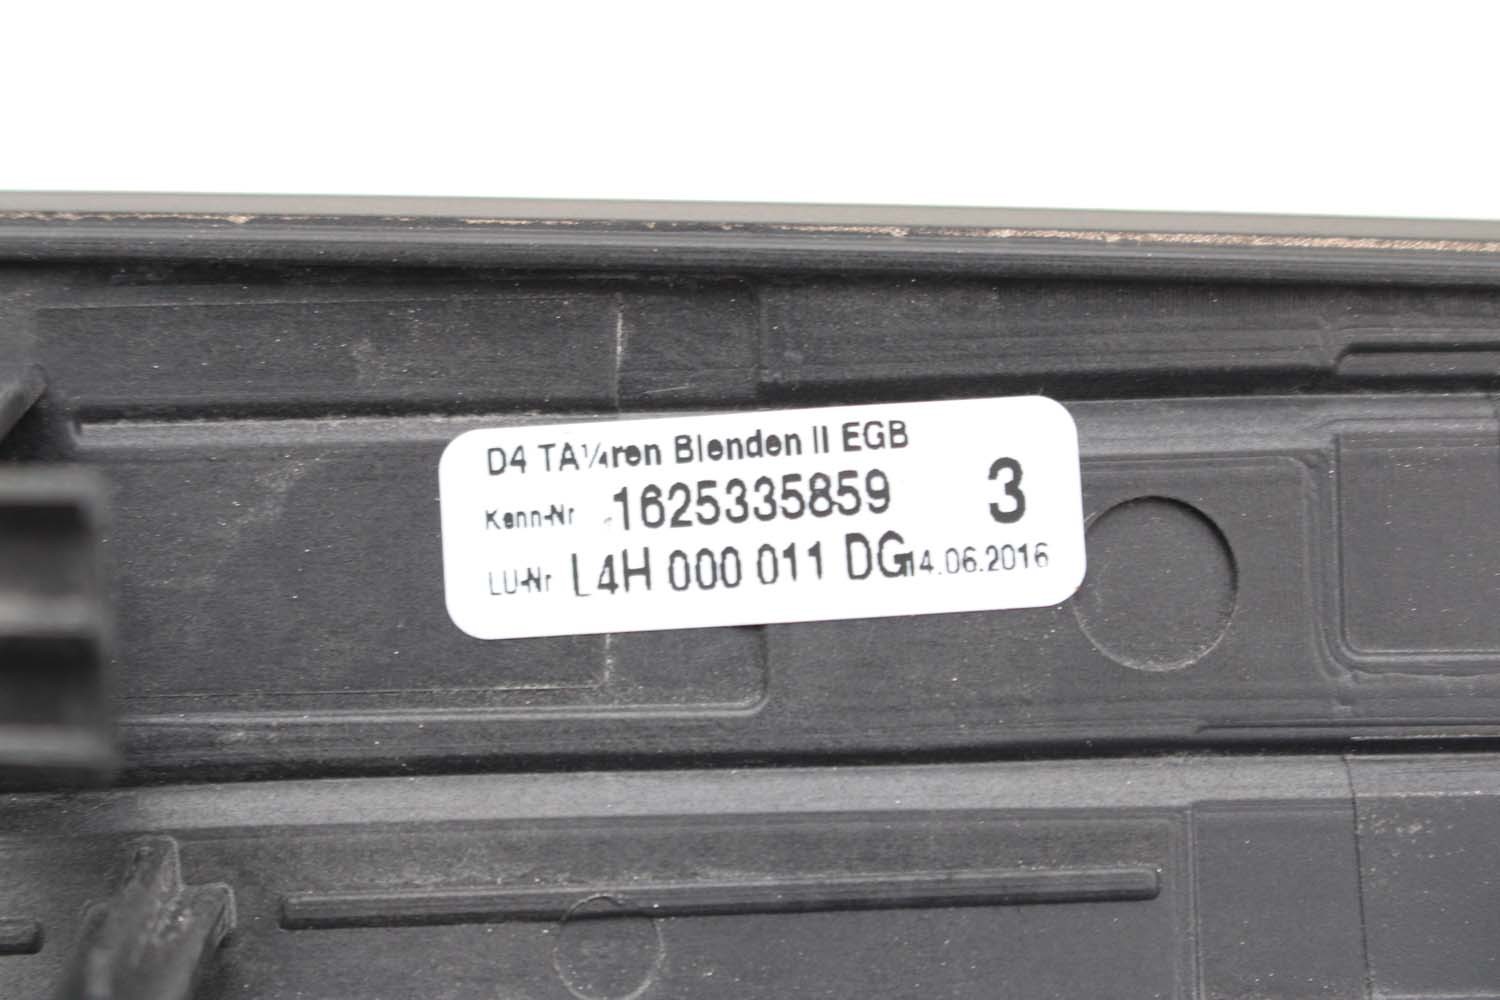 D4 TA¼ren Blenden II EGB
Kenn-Nr 1625335859 3
LU-Nr L4H 000 011 DG 14.06.2016